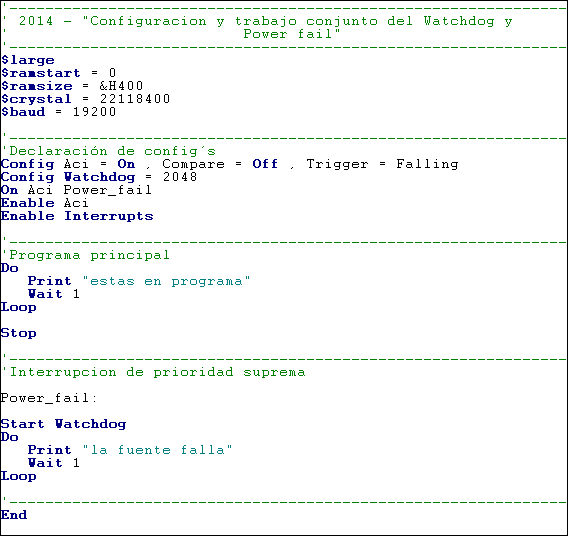 '--------------------------------------------------------------
' 2014 - "Configuracion y trabajo conjunto del Watchdog y
'                         Power fail"
'--------------------------------------------------------------
$large
$ramstart = 0
$ramsize = &H400
$crystal = 22118400
$baud = 19200
'--------------------------------------------------------------
'Declaración de config´s
Config Aci = On , Compare = Off , Trigger = Falling
Config Watchdog = 2048
On Aci Power_fail
Enable Aci
Enable Interrupts
'--------------------------------------------------------------
'Programa principal
Do
   Print "estas en programa"
   Wait 1
Loop
Stop
'--------------------------------------------------------------
'Interrupcion de prioridad suprema
Power_fail:
Start Watchdog
Do
   Print "la fuente falla"
   Wait 1
Loop
'--------------------------------------------------------------
End